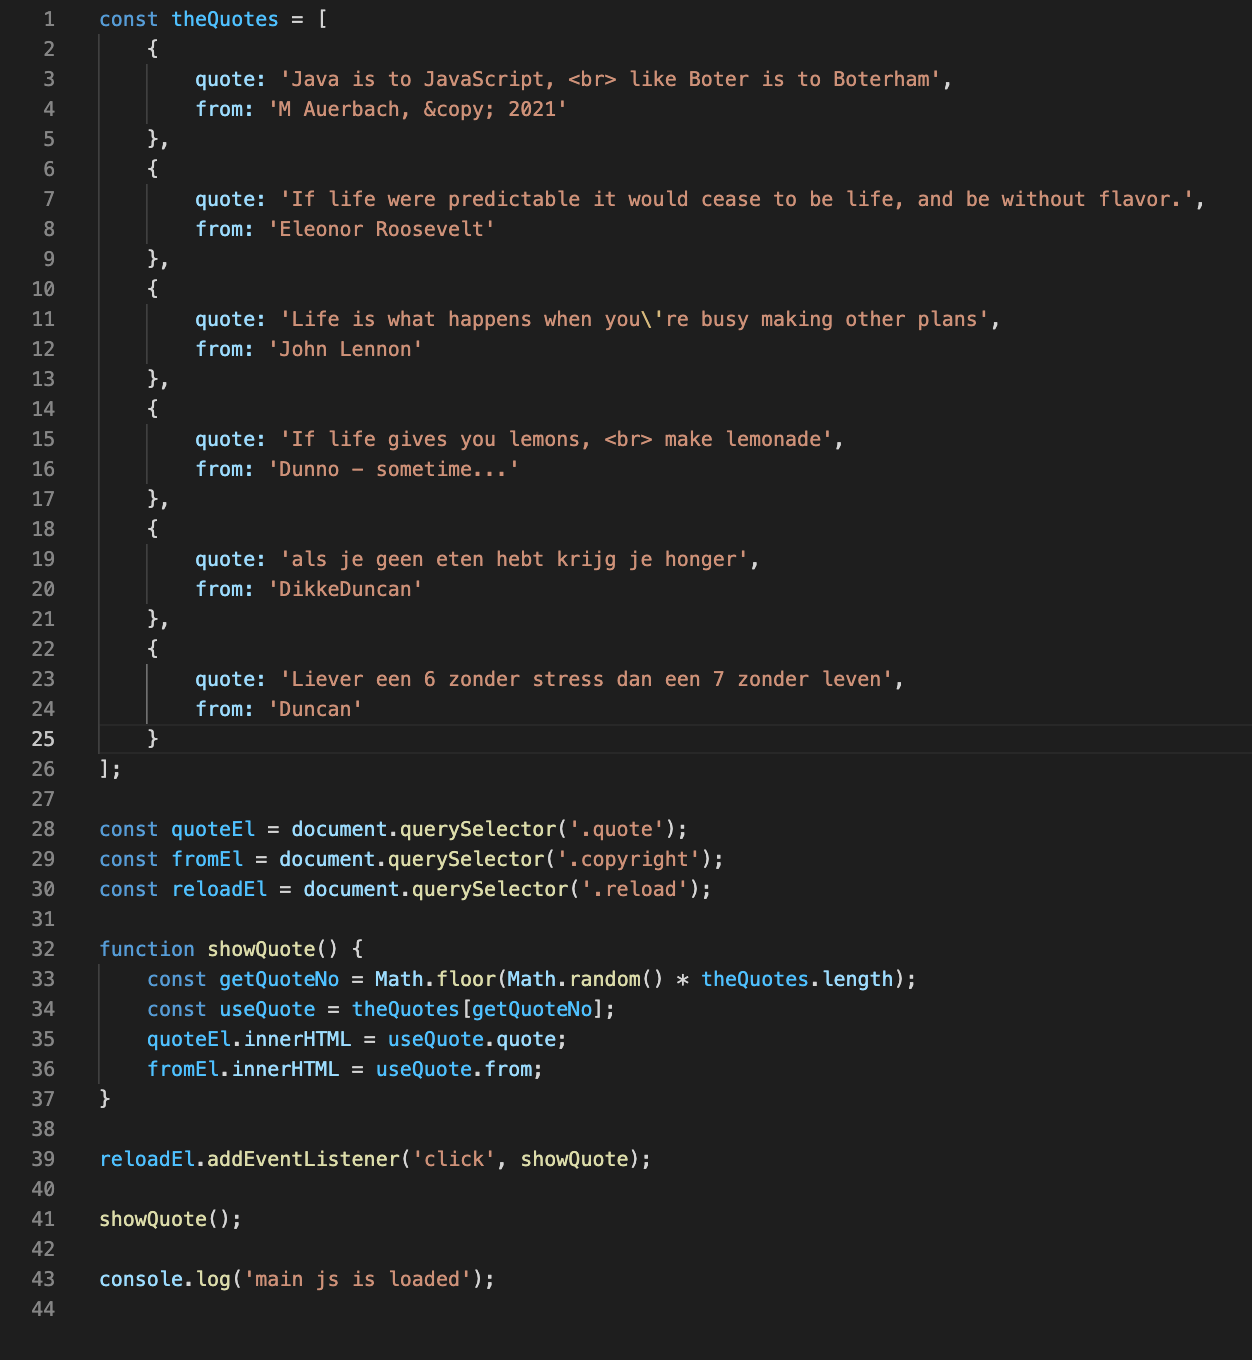 1 const theQuotes = [
2 {
3 quote: 'Java is to JavaScript, <br> like Boter is to Boterham',
4 from: 'M Auerbach, &copy; 2021'
5 },
6 {
7 quote: 'If life were predictable it would cease to be life, and be without flavor.',
8 from: 'Eleonor Roosevelt'
9 },
10 {
11 quote: 'Life is what happens when you\'re busy making other plans',
12 from: 'John Lennon'
13 },
14 {
15 quote: 'If life gives you lemons, <br> make lemonade',
16 from: 'Dunno – sometime...'
17 },
18 {
19 quote: 'als je geen eten hebt krijg je honger',
20 from: 'DikkeDuncan'
21 },
22 {
23 quote: 'Liever een 6 zonder stress dan een 7 zonder leven',
24 from: 'Duncan'
25 }
26 ];
27
28 const quoteEl = document.querySelector('.quote');
29 const fromEl = document.querySelector('.copyright');
30 const reloadEl = document.querySelector('.reload');
31
32 function showQuote() {
33 const getQuoteNo = Math.floor(Math.random() * theQuotes.length);
34 const useQuote = theQuotes[getQuoteNo];
35 quoteEl.innerHTML = useQuote.quote;
36 fromEl.innerHTML = useQuote.from;
37 }
38
39 reloadEl.addEventListener('click', showQuote);
40
41 showQuote();
42
43 console.log('main js is loaded');
44